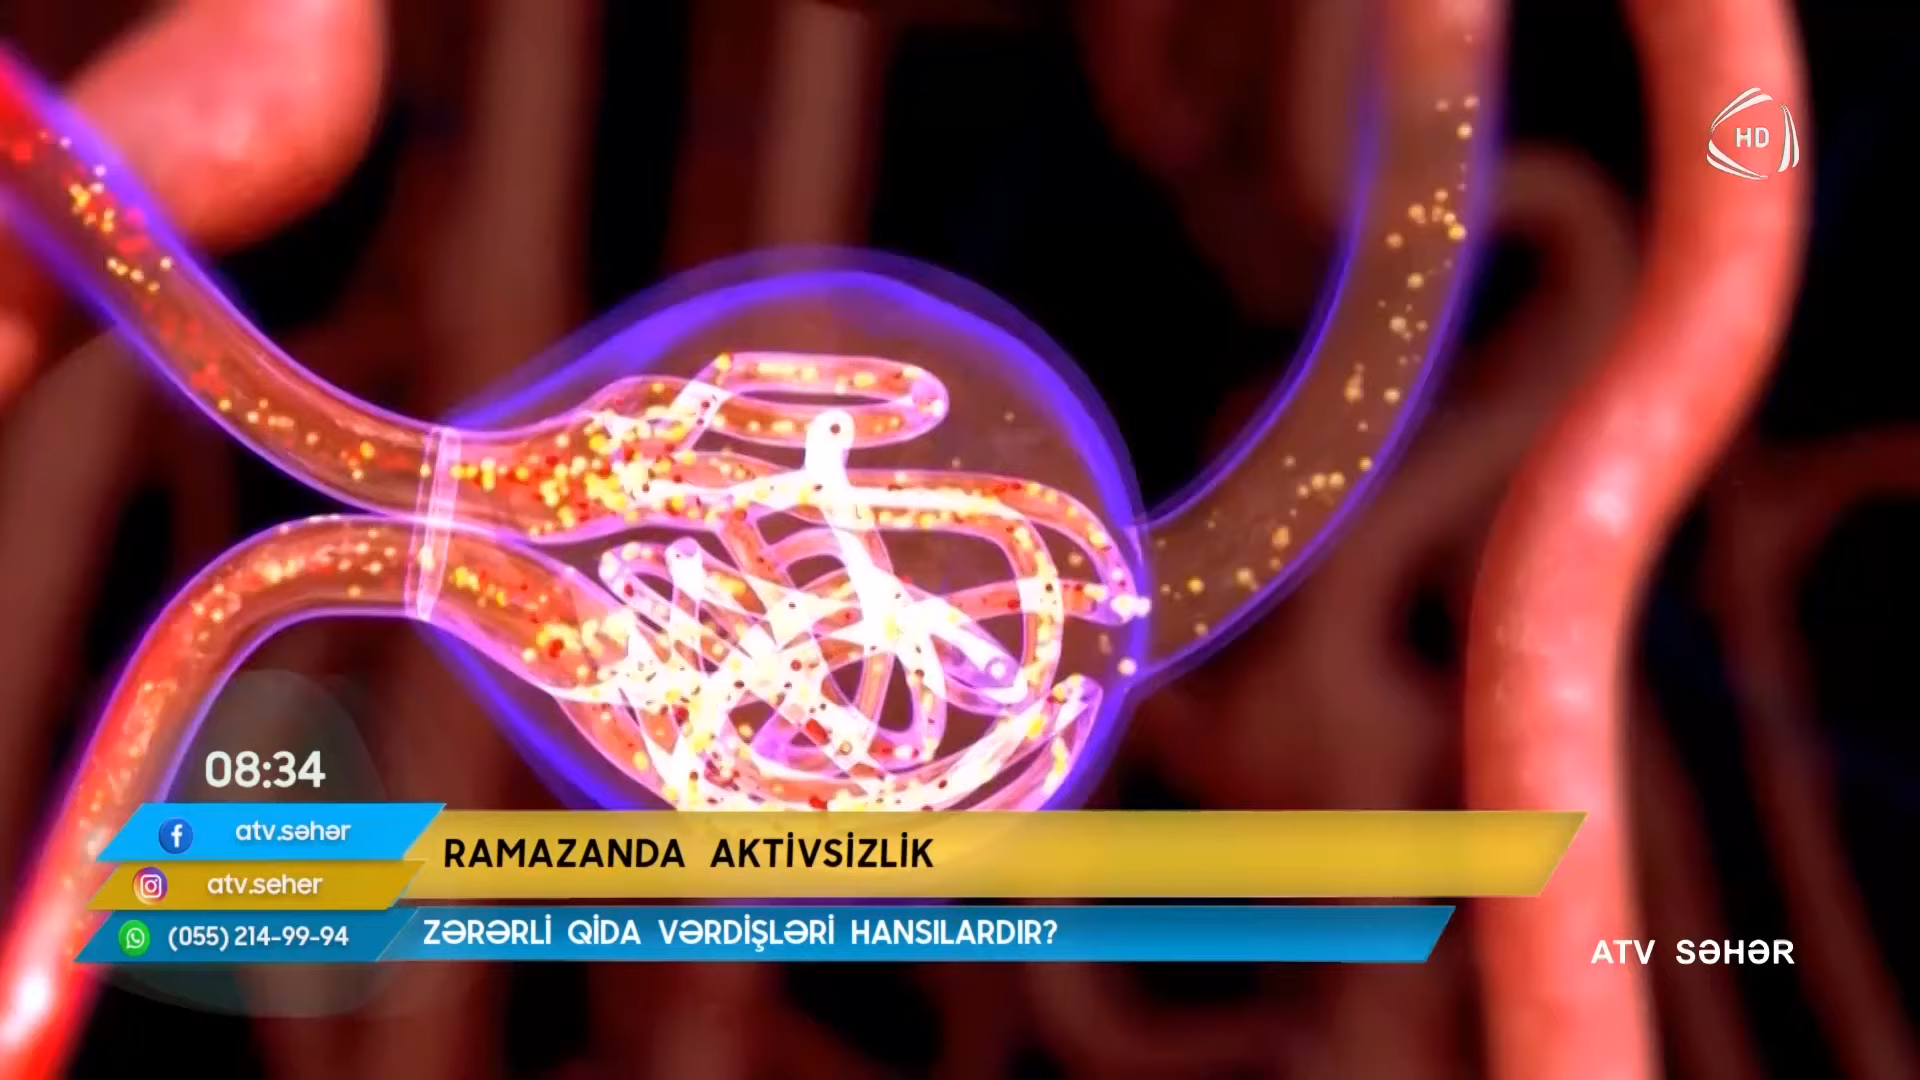 HD
08:34
atv.səhər
RAMAZANDA AKTİVSİZLİK
atv.seher
(055) 214-99-94
ZƏRƏRLİ QİDA VƏRDİŞLƏRİ HANSILARDIR?
ATV SƏHƏR